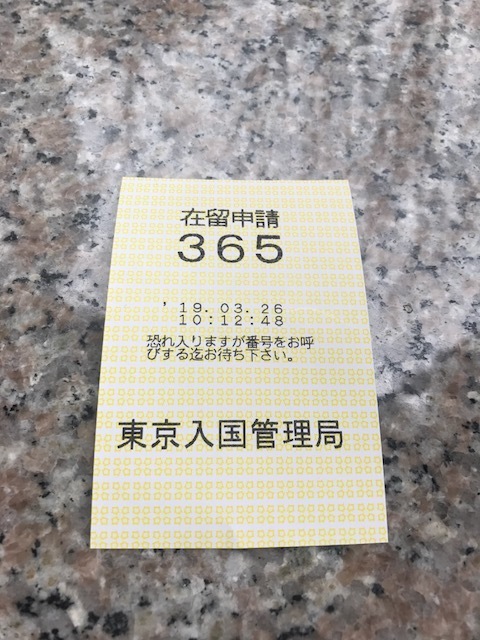 在留申請
365
'19.03.26
10:12:48
恐れ入りますが番号をお呼
びする迄お待ち下さい。
東京入国管理局